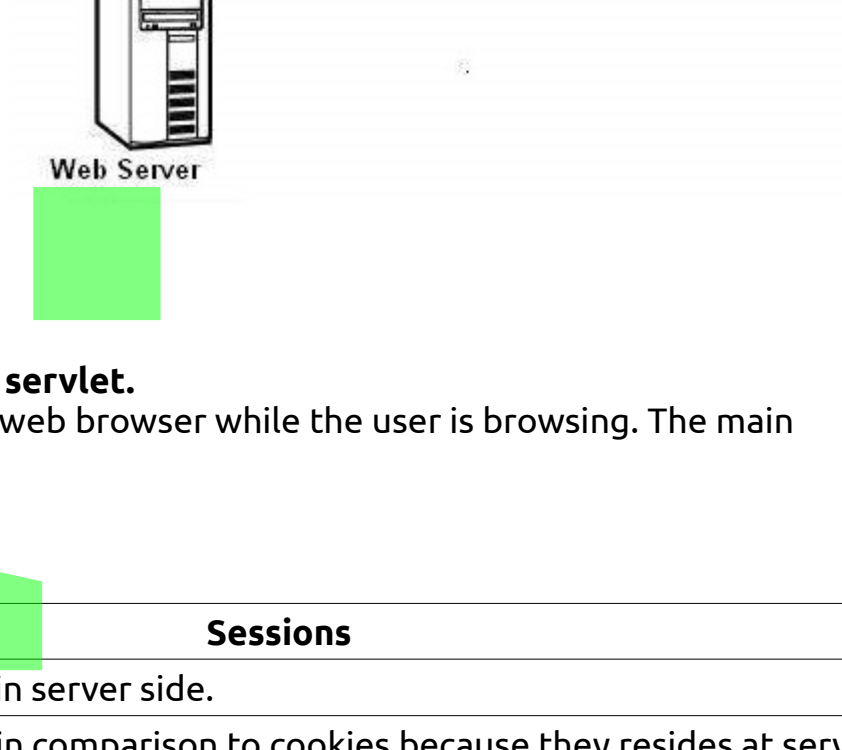 Web Server
servlet.
web browser while the user is browsing. The main
Sessions
in server side.
in comparison to cookies because they resides at serv